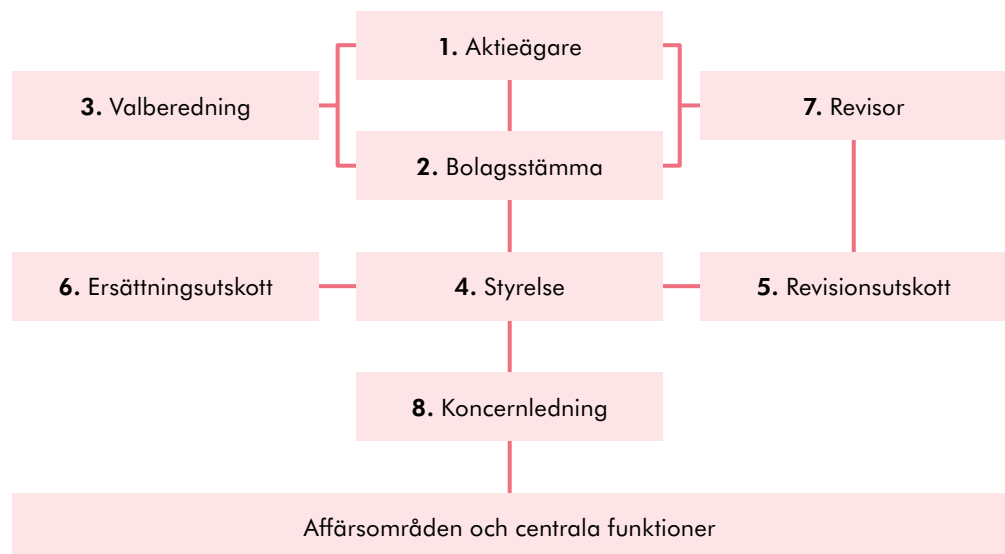 1. Aktieägare
3. Valberedning
7. Revisor
2. Bolagsstämma
6. Ersättningsutskott
4. Styrelse
5. Revisionsutskott
8. Koncernledning
Affärsområden och centrala funktioner